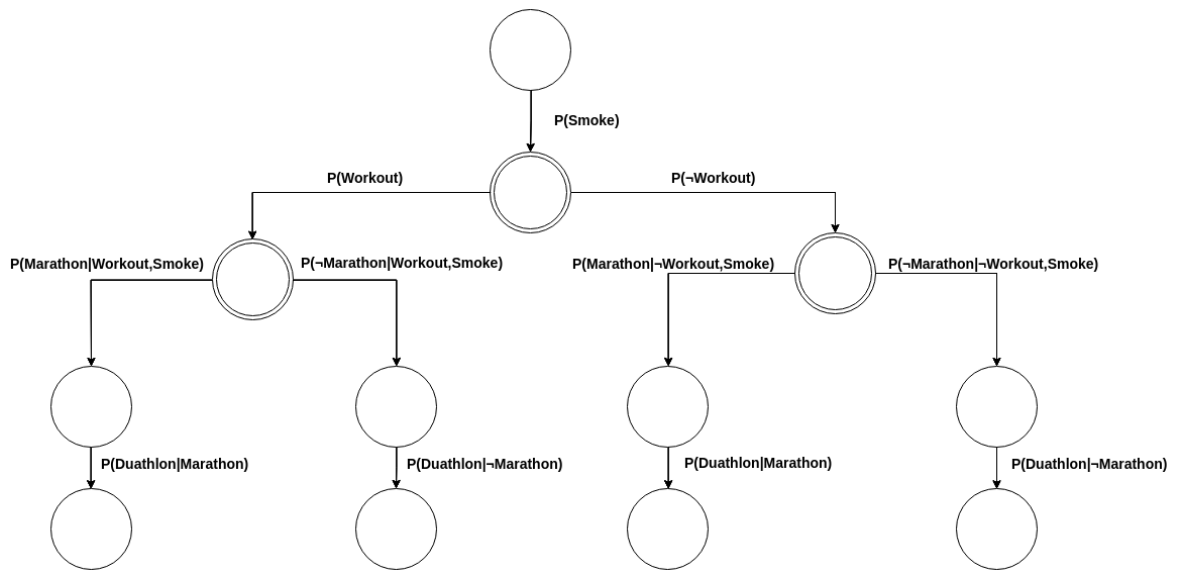 P(Smoke)
P(Workout)
P(¬Workout)
P(Marathon|Workout,Smoke)
P(¬Marathon|Workout,Smoke)
P(Marathon|¬Workout,Smoke)
P(¬Marathon|¬Workout,Smoke)
P(Duathlon|Marathon)
P(Duathlon|¬Marathon)
P(Duathlon|Marathon)
P(Duathlon|¬Marathon)